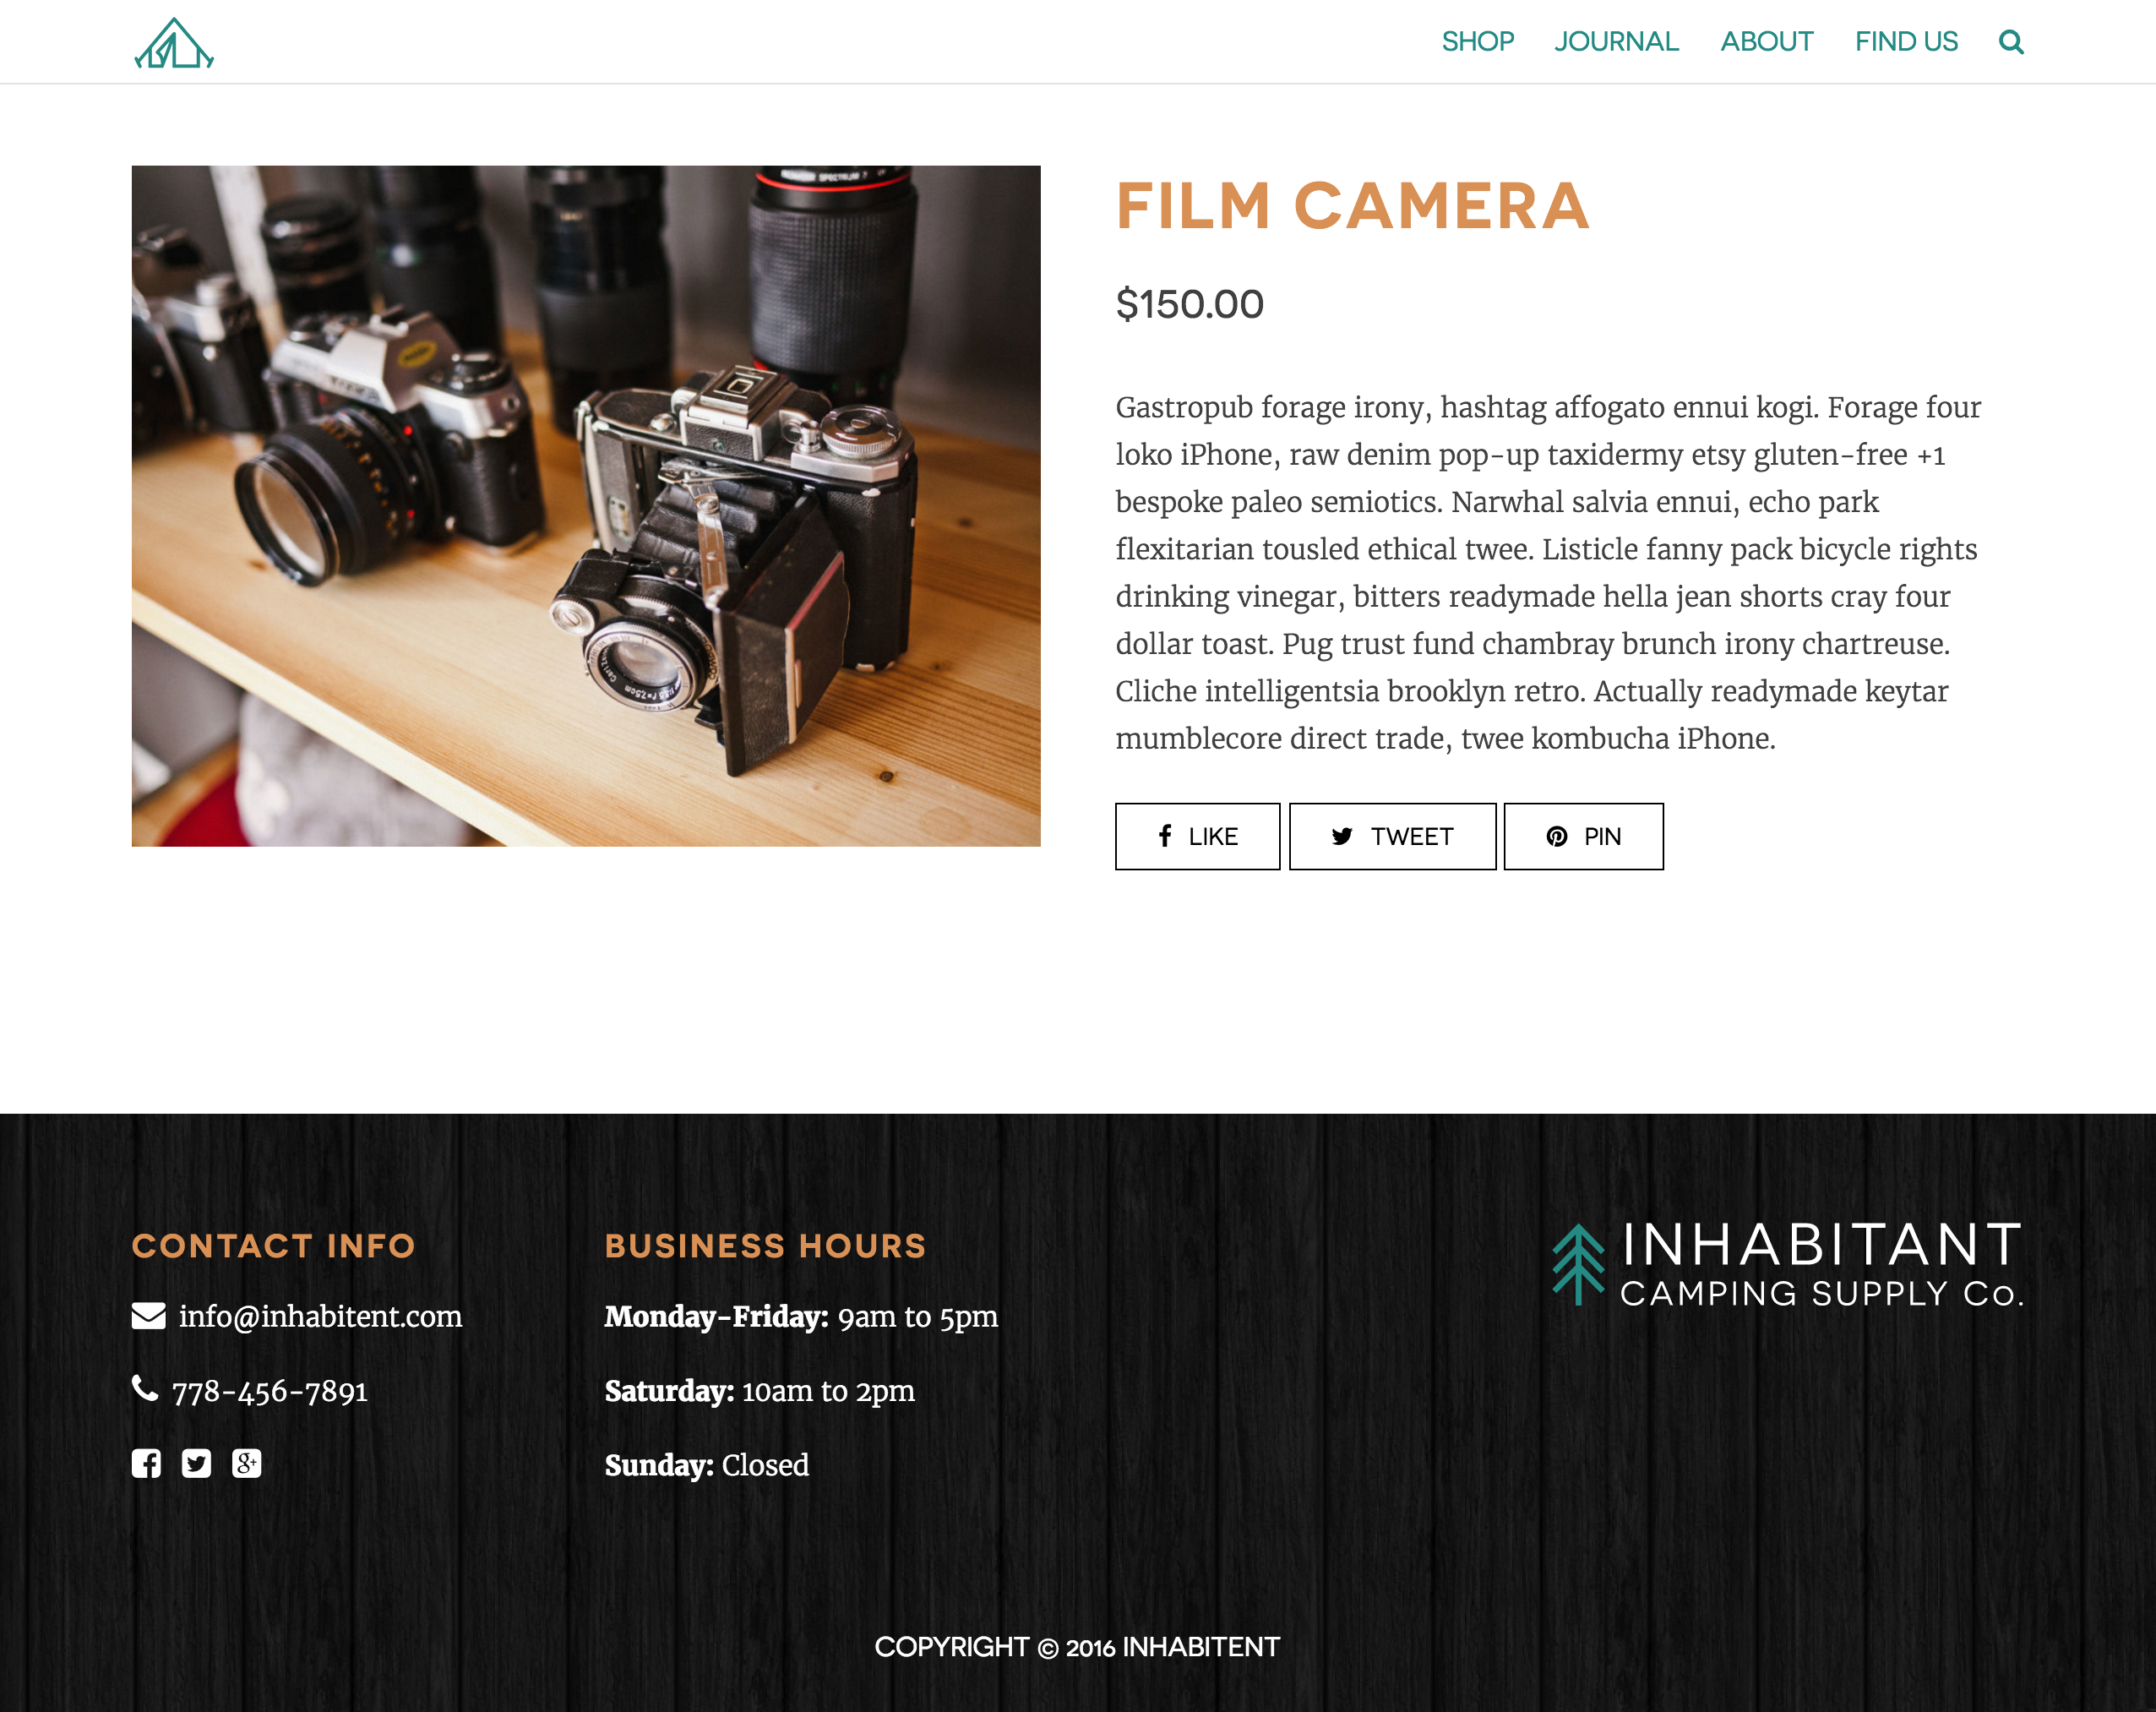 SHOP JOURNAL ABOUT FIND US
FILM CAMERA
$150.00
Gastropub forage irony, hashtag affogato ennui kogi. Forage four
loko iPhone, raw denim pop-up taxidermy etsy gluten-free +1
bespoke paleo semiotics. Narwhal salvia ennui, echo park
flexitarian tousled ethical twee. Listicle fanny pack bicycle rights
drinking vinegar, bitters readymade hella jean shorts cray four
dollar toast. Pug trust fund chambray brunch irony chartreuse.
Cliche intelligentsia brooklyn retro. Actually readymade keytar
mumblecore direct trade, twee kombucha iPhone.
LIKE TWEET PIN
CONTACT INFO
info@inhabitent.com
778-456-7891
BUSINESS HOURS
Monday-Friday: 9am to 5pm
Saturday: 10am to 2pm
Sunday: Closed
INHABITANT
CAMPING SUPPLY Co.
COPYRIGHT © 2016 INHABITENT